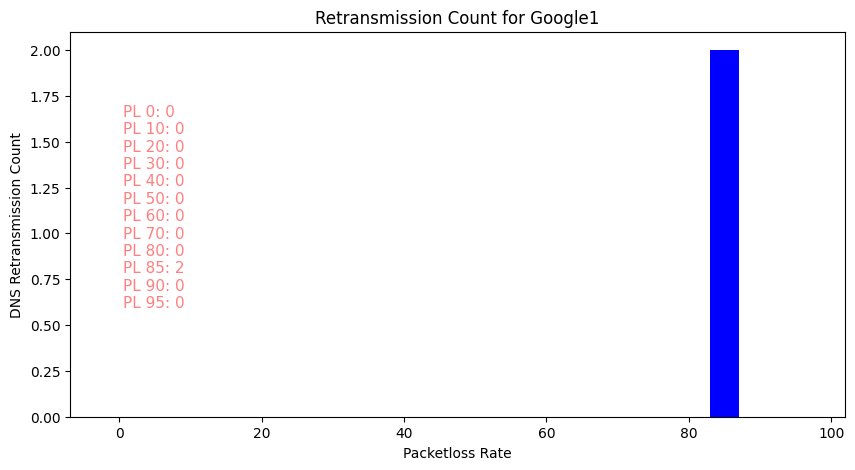 Retransmission Count for Google1
DNS Retransmission Count
2.00
1.75
1.50
1.25
1.00
0.75
0.50
0.25
0.00
PL 0: 0
PL 10: 0
PL 20: 0
PL 30: 0
PL 40: 0
PL 50: 0
PL 60: 0
PL 70: 0
PL 80: 0
PL 85: 2
PL 90: 0
PL 95: 0
0 20 40 60 80 100
Packetloss Rate